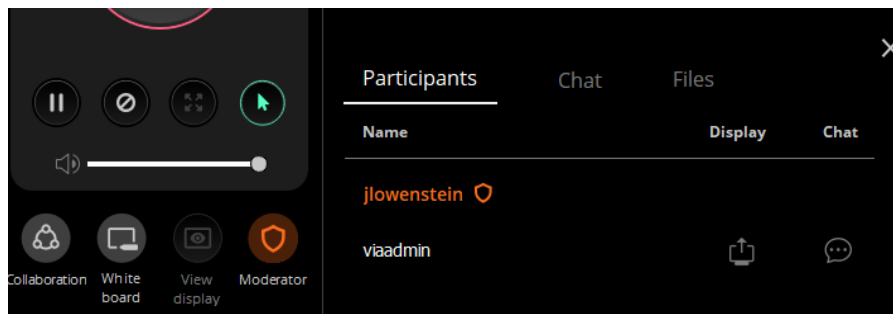 Participants Chat Files
Name Display Chat
jlowenstein
viaadmin
Collaboration White board View display Moderator